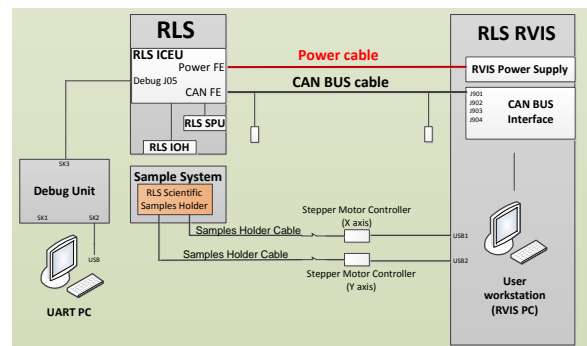 RLS
RLS RVIS
RLS ICEU
Power FE
Debug J05
CAN FE
RLS SPU
RLS IOH
Power cable
CAN BUS cable
RVIS Power Supply
J901
J902
J903
J904
CAN BUS
Interface
SK3
Debug Unit
SK1
SK2
USB
UART PC
Sample System
RLS Scientific
Samples Holder
Samples Holder Cable
Samples Holder Cable
Stepper Motor Controller
(X axis)
Stepper Motor Controller
(Y axis)
USB1
USB2
User
workstation
(RVIS PC)